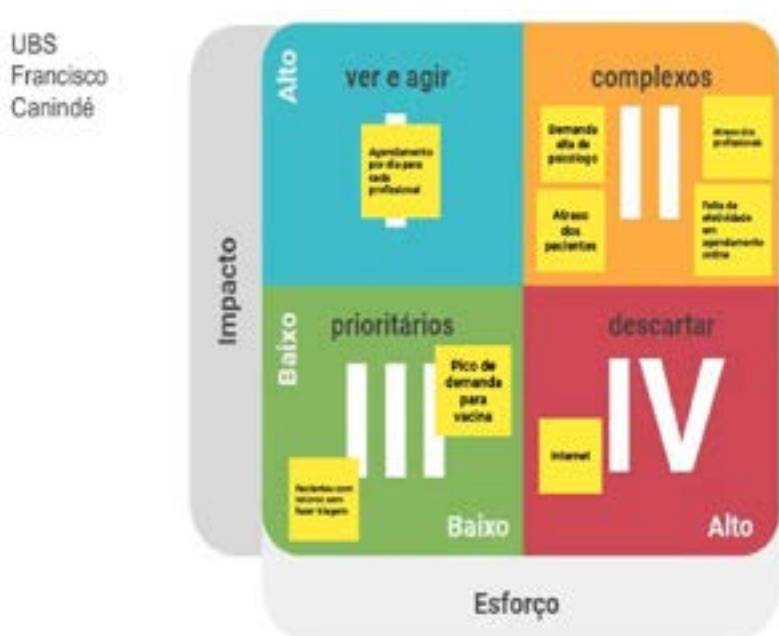 UBS
Francisco
Canindé
Impacto
Alto
ver e agir
Agendamento
por dia para
cada
profissional
complexos
II
Demanda
alta de
psicólogo
Atraso dos
profissionais
Atraso
dos
pacientes
Falta de
efetividade
em
agendamento
online
Baixo
prioritários
III
Pico de
demanda
para
vacina
Pacientes com
retorno sem
fazer triagem
Baixo
descartar
IV
Internet
Alto
Esforço